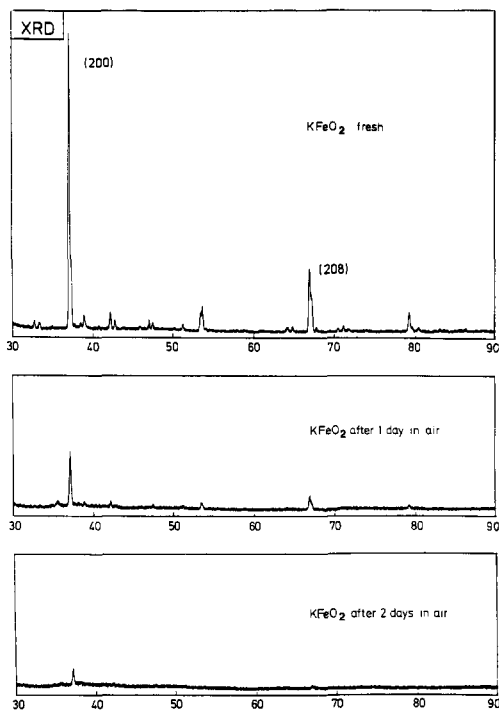 XRD
(200)
KFeO2 fresh
(208)
30 40 50 60 70 80 90
KFeO2 after 1 day in air
30 40 50 60 70 80 90
KFeO2 after 2 days in air
30 40 50 60 70 80 90